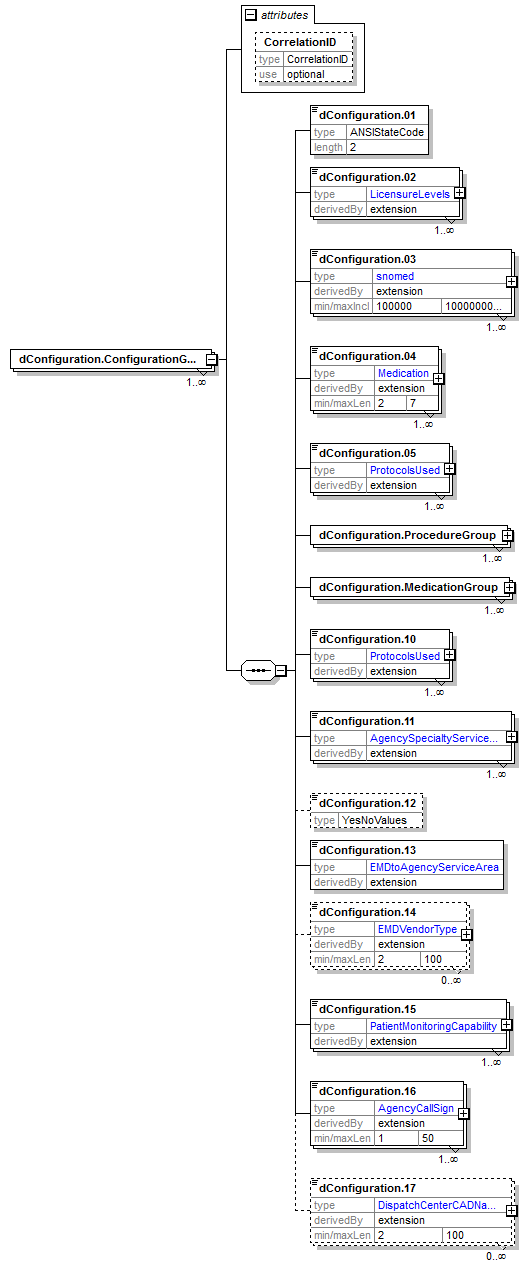 attributes
CorrelationID
type CorrelationID
use optional
dConfiguration.01
type ANSIStateCode
length 2
dConfiguration.02
type LicensureLevels
derivedBy extension
1..∞
dConfiguration.03
type snomed
derivedBy extension
min/maxIncl 100000 10000000...
1..∞
dConfiguration.ConfigurationG...
1..∞
dConfiguration.04
type Medication
derivedBy extension
min/maxLen 2 7
1..∞
dConfiguration.05
type ProtocolsUsed
derivedBy extension
1..∞
dConfiguration.ProcedureGroup
1..∞
dConfiguration.MedicationGroup
1..∞
dConfiguration.10
type ProtocolsUsed
derivedBy extension
1..∞
dConfiguration.11
type AgencySpecialtyService...
derivedBy extension
1..∞
dConfiguration.12
type YesNoValues
dConfiguration.13
type EMDtoAgencyServiceArea
derivedBy extension
dConfiguration.14
type EMDVendorType
derivedBy extension
min/maxLen 2 100
0..∞
dConfiguration.15
type PatientMonitoringCapability
derivedBy extension
1..∞
dConfiguration.16
type AgencyCallSign
derivedBy extension
min/maxLen 1 50
1..∞
dConfiguration.17
type DispatchCenterCADNa...
derivedBy extension
min/maxLen 2 100
0..∞